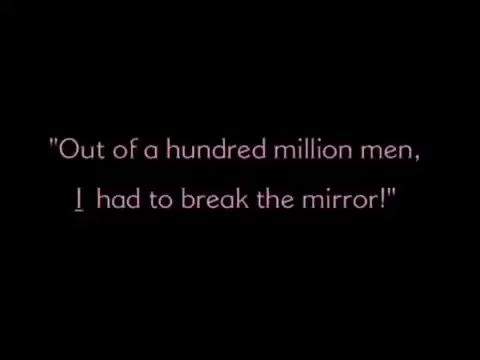 "Out of a hundred million men,
I had to break the mirror!"